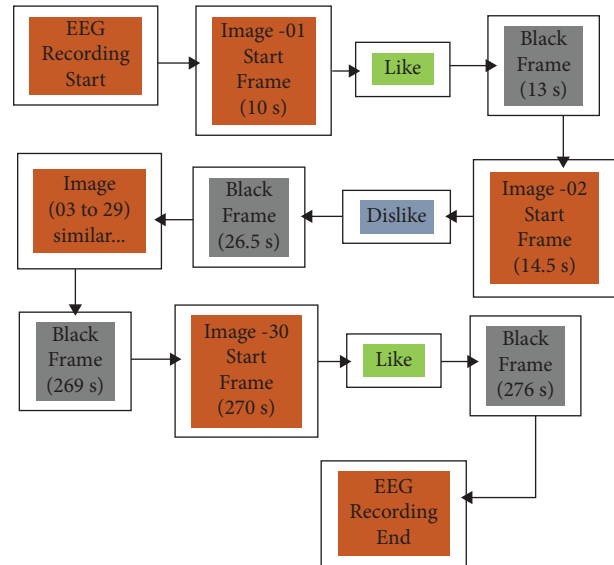 EEG
Recording
Start
Image -01
Start
Frame
(10 s)
Like
Black
Frame
(13 s)
Image -02
Start
Frame
(14.5 s)
Dislike
Black
Frame
(26.5 s)
Image
(03 to 29)
similar...
Black
Frame
(269 s)
Image -30
Start
Frame
(270 s)
Like
Black
Frame
(276 s)
EEG
Recording
End